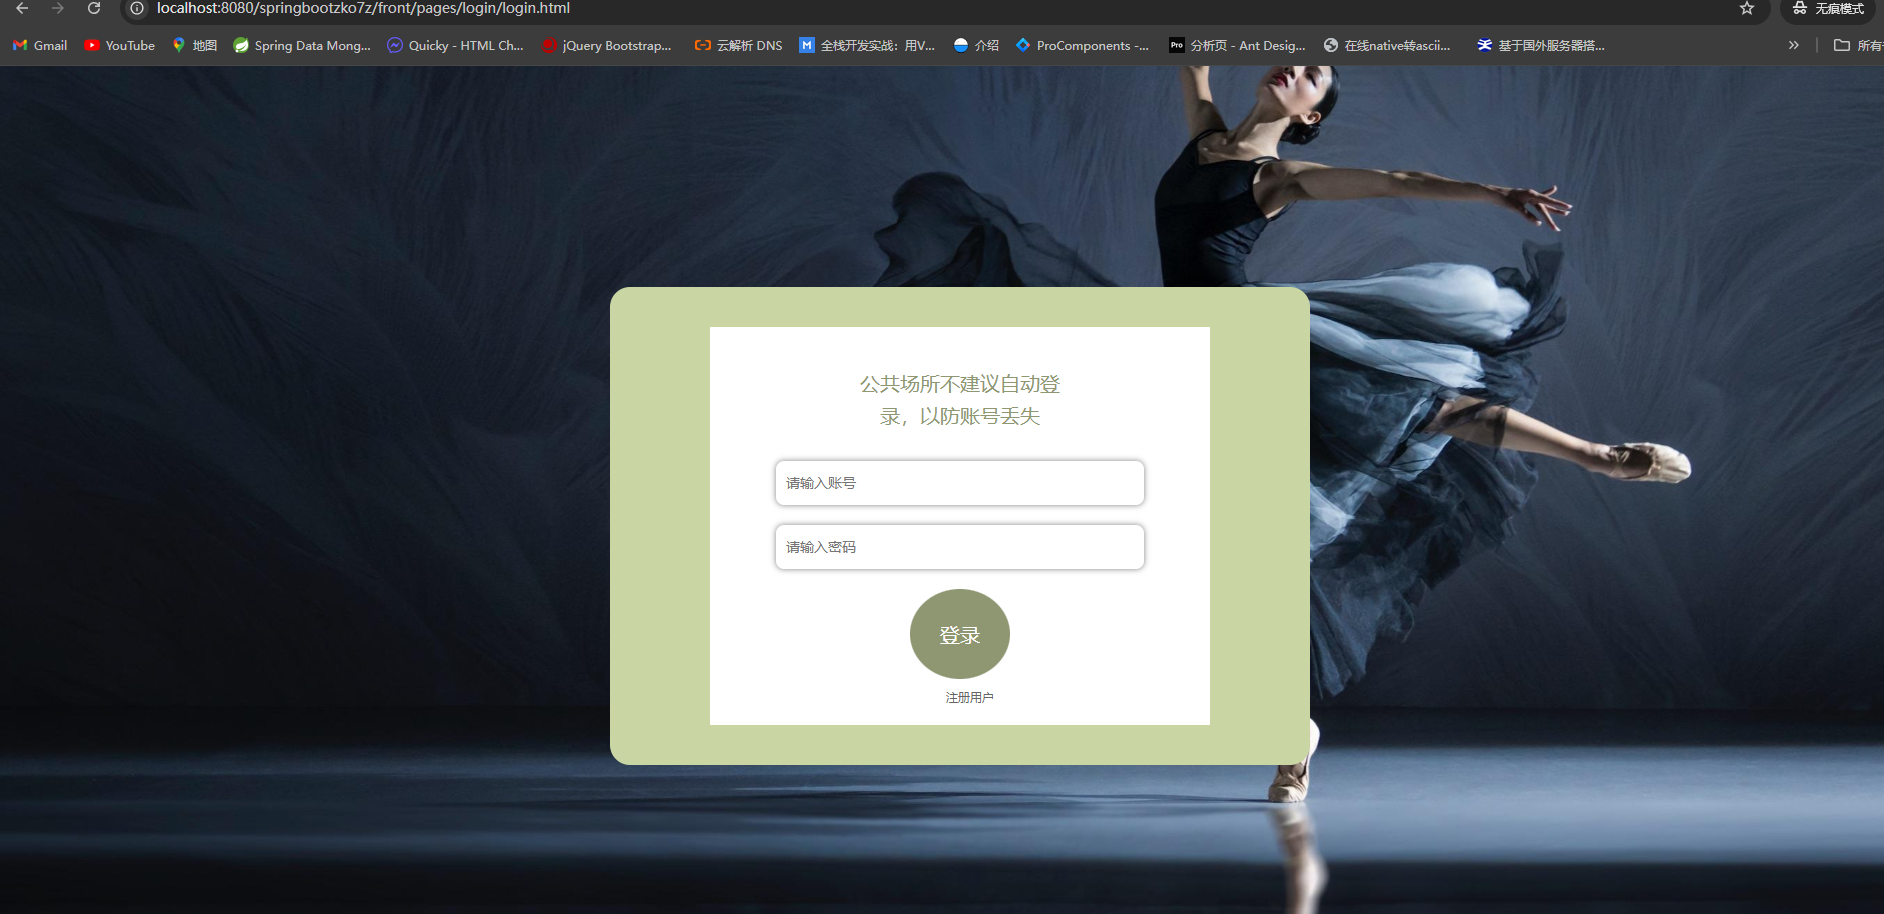 localhost:8080/springbootzko7z/front/pages/login/login.html
无痕模式
Gmail
YouTube
地图
Spring Data Mong...
Quicky - HTML Ch...
jQuery Bootstrap...
云解析 DNS
M
全栈开发实战：用V...
介绍
ProComponents -...
Pro
分析页 - Ant Desig...
在线native转ascii...
基于国外服务器搭...
所有
公共场所不建议自动登
录，以防账号丢失
请输入账号
请输入密码
登录
注册用户